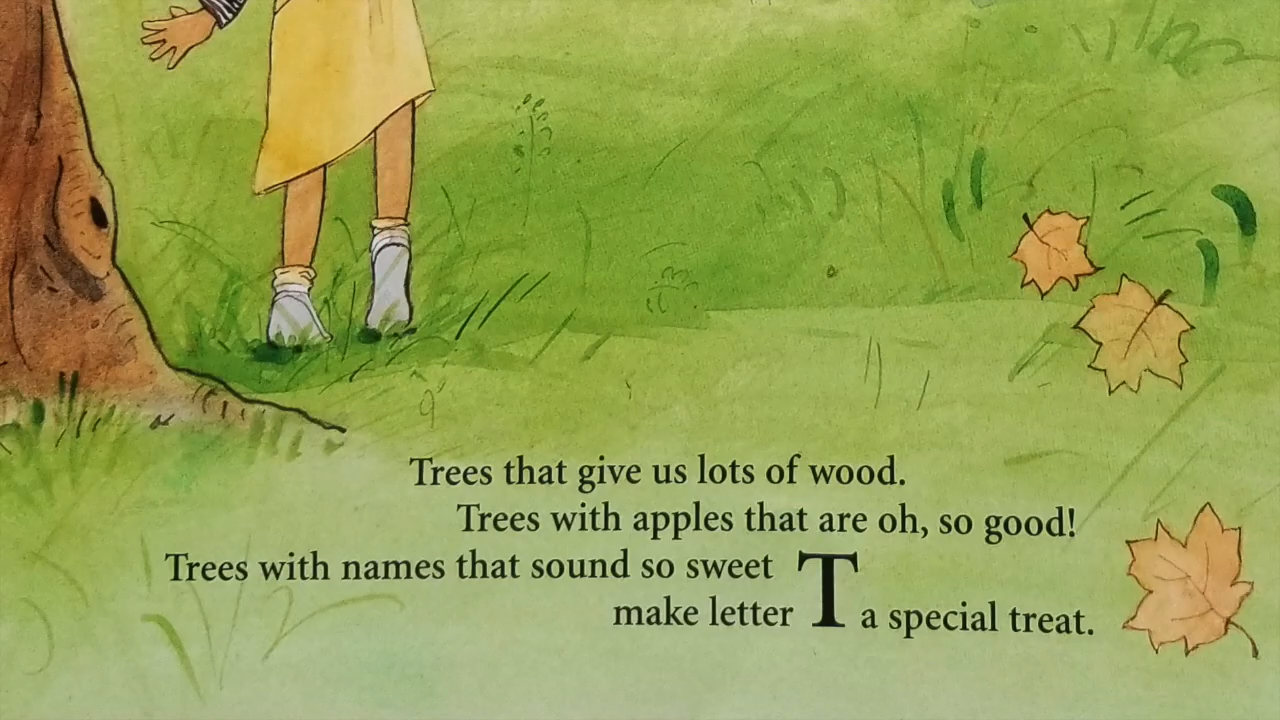 Trees that give us lots of wood.
Trees with apples that are oh, so good!
Trees with names that sound so sweet
make letter T a special treat.